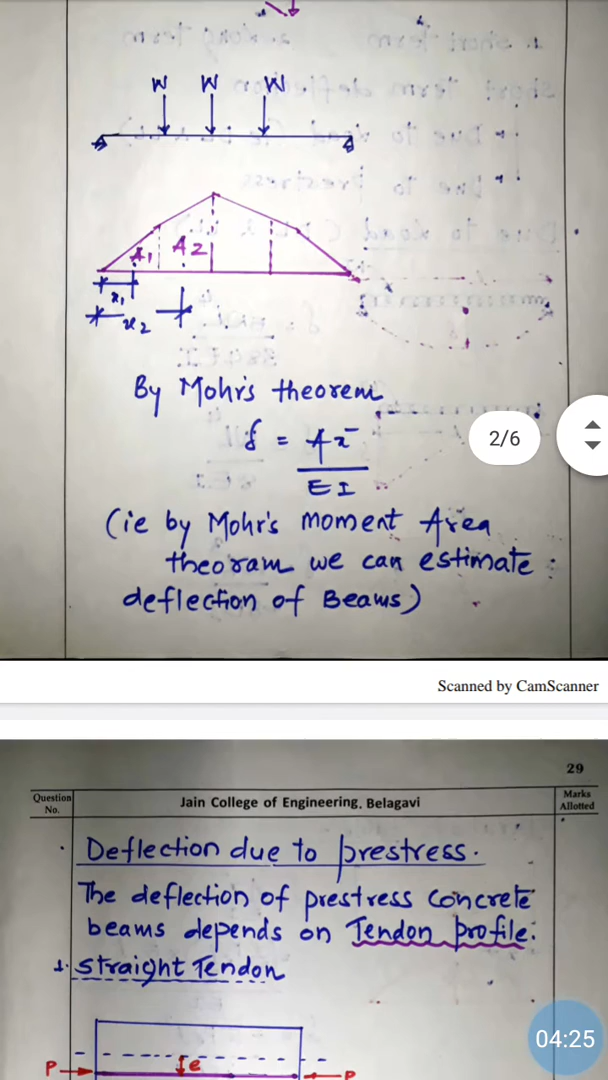 W W W
A1 A2
x1
x2
By Mohr's theorem
δ = Ax̄
EI
(ie by Mohr's moment Area
theoram we can estimate
deflection of Beams)
2/6
Scanned by CamScanner
29
Question No.
Jain College of Engineering, Belagavi
Marks Allotted
Deflection due to prestress.
The deflection of prestress concrete
beams depends on Tendon profile.
1. Straight Tendon
04:25
P e P